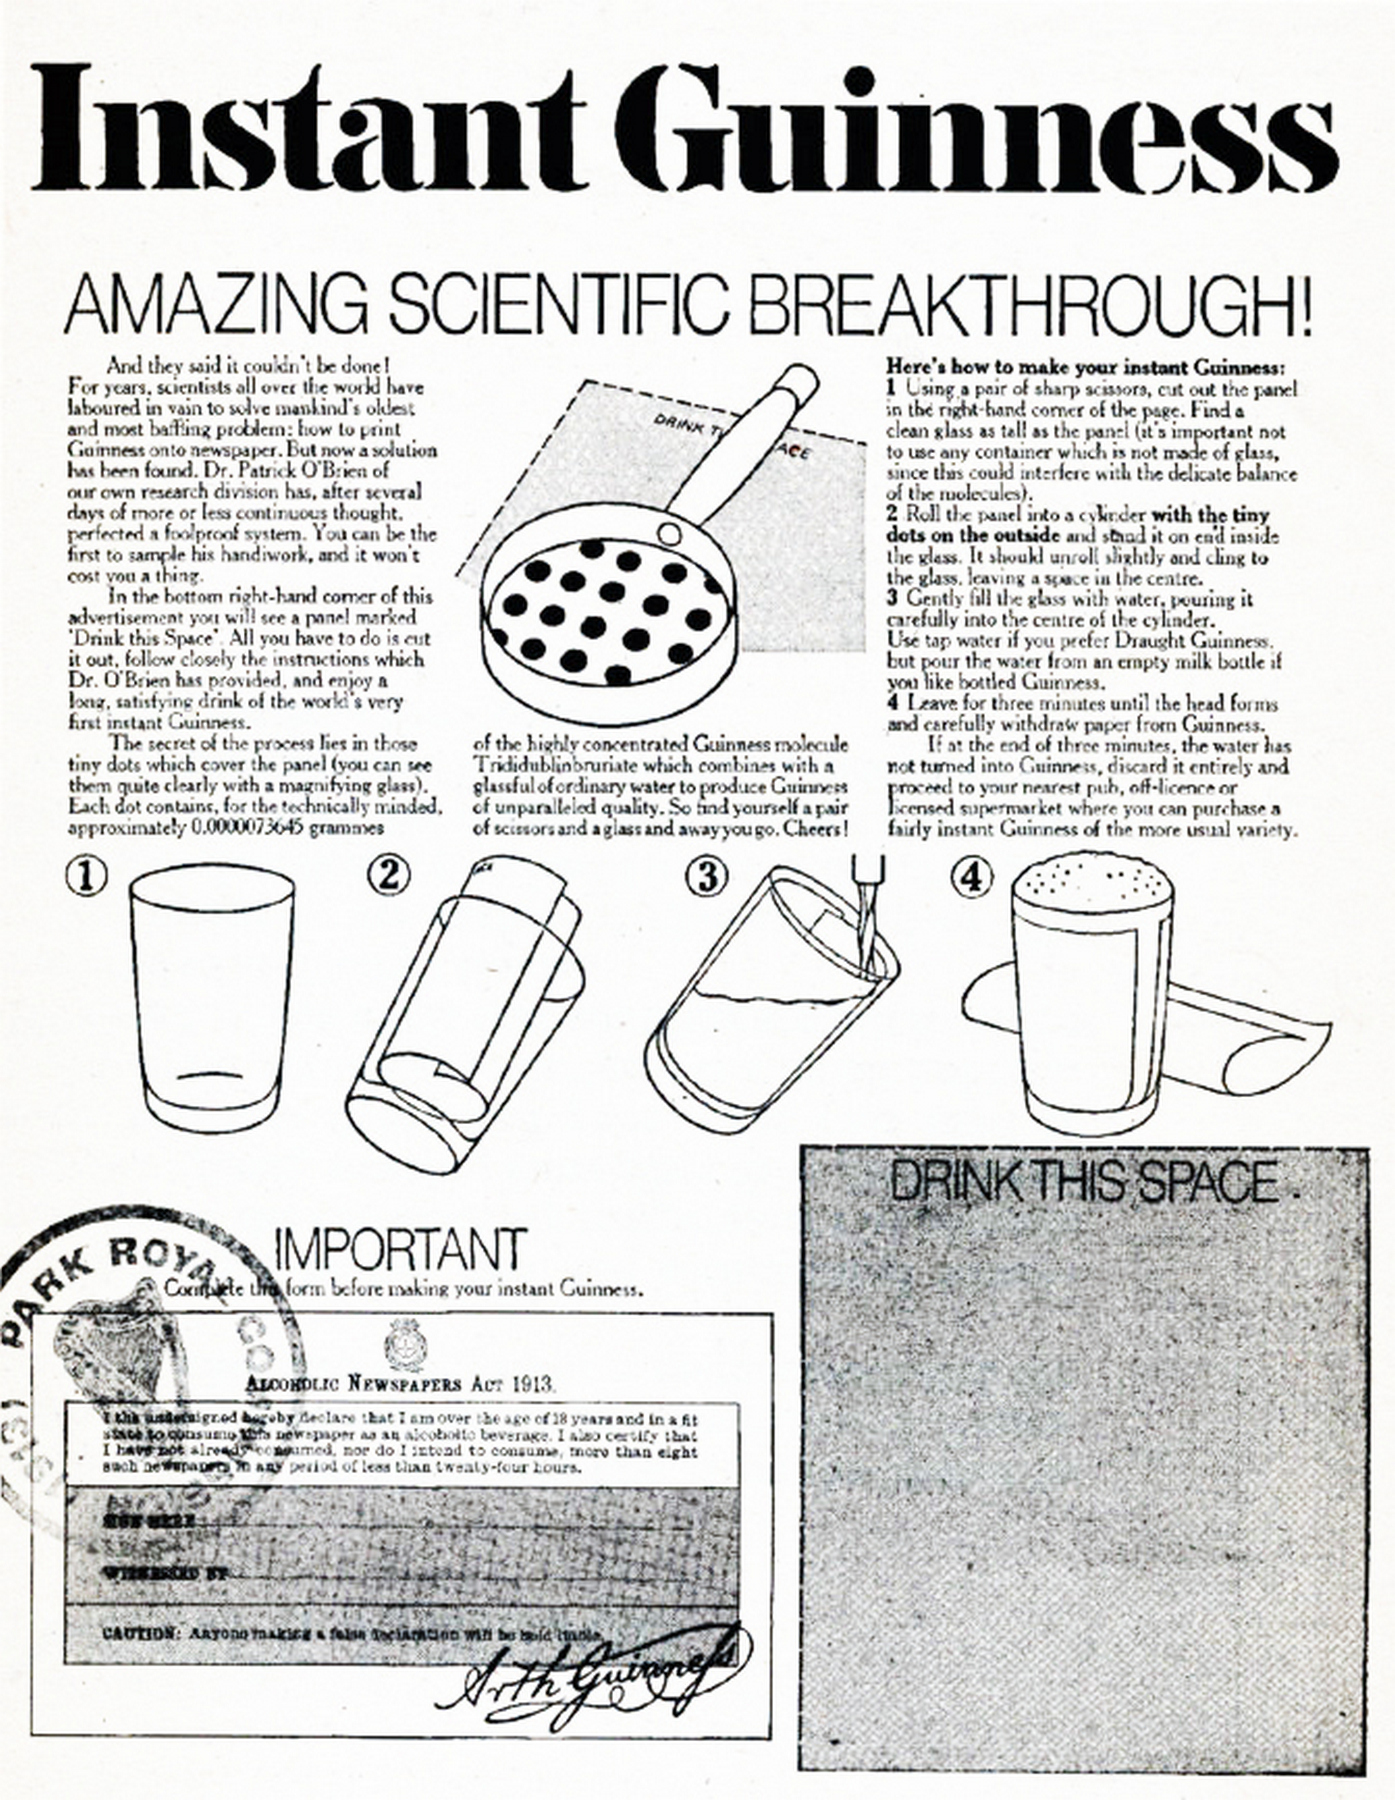 Instant Guinness
AMAZING SCIENTIFIC BREAKTHROUGH!
And they said it couldn't be done!
For years, scientists all over the world have
laboured in vain to solve mankind's oldest
and most baffling problem: how to print
Guinness onto newspaper. But now a solution
has been found. Dr. Patrick O'Brien of
our own research division has, after several
days of more or less continuous thought,
perfected a foolproof system. You can be the
first to sample his handiwork, and it won't
cost you a thing.
In the bottom right-hand corner of this
advertisement you will see a panel marked
'Drink this Space'. All you have to do is cut
it out, follow closely the instructions which
Dr. O'Brien has provided, and enjoy a
long, satisfying drink of the world's very
first instant Guinness.
The secret of the process lies in those
tiny dots which cover the panel (you can see
them quite clearly with a magnifying glass).
Each dot contains, for the technically minded,
approximately 0.0000073645 grammes
DRINK T ACE
of the highly concentrated Guinness molecule
Trididublinbruriate which combines with a
glassful of ordinary water to produce Guinness
of unparalleled quality. So find yourself a pair
of scissors and a glass and away you go. Cheers!
Here's how to make your instant Guinness:
1 Using a pair of sharp scissors, cut out the panel
in the right-hand corner of the page. Find a
clean glass as tall as the panel (it's important not
to use any container which is not made of glass,
since this could interfere with the delicate balance
of the molecules).
2 Roll the panel into a cylinder with the tiny
dots on the outside and stand it on end inside
the glass. It should unroll slightly and cling to
the glass, leaving a space in the centre.
3 Gently fill the glass with water, pouring it
carefully into the centre of the cylinder.
Use tap water if you prefer Draught Guinness,
but pour the water from an empty milk bottle if
you like bottled Guinness.
4 Leave for three minutes until the head forms
and carefully withdraw paper from Guinness.
If at the end of three minutes, the water has
not turned into Guinness, discard it entirely and
proceed to your nearest pub, off-licence or
licensed supermarket where you can purchase a
fairly instant Guinness of the more usual variety.
1 2 3 4
ACE
DRINK THIS SPACE.
IMPORTANT
Complete this form before making your instant Guinness.
PARK ROYAL
Alcoholic Newspapers Act 1913.
I the undersigned hereby declare that I am over the age of 18 years and in a fit
state to consume this newspaper as an alcoholic beverage. I also certify that
I have not already consumed, nor do I intend to consume, more than eight
such newspapers in any period of less than twenty-four hours.
SIGN HERE
WITNESSED BY
CAUTION: Anyone making a false declaration will be held liable.
Arth Guinness